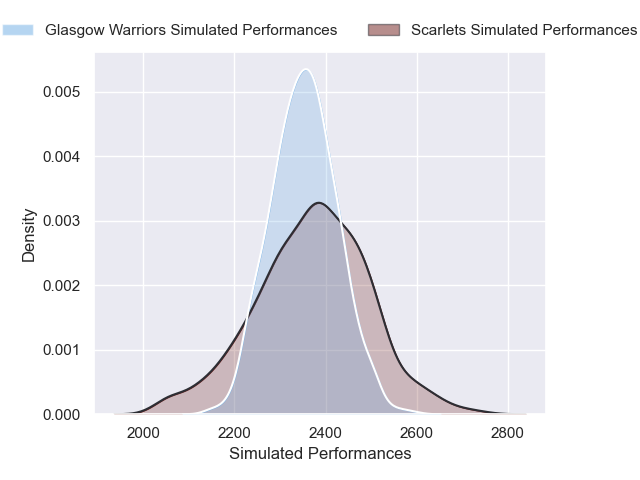 Glasgow Warriors Simulated Performances
Scarlets Simulated Performances
Density
0.005
0.004
0.003
0.002
0.001
0.000
2000 2200 2400 2600 2800
Simulated Performances